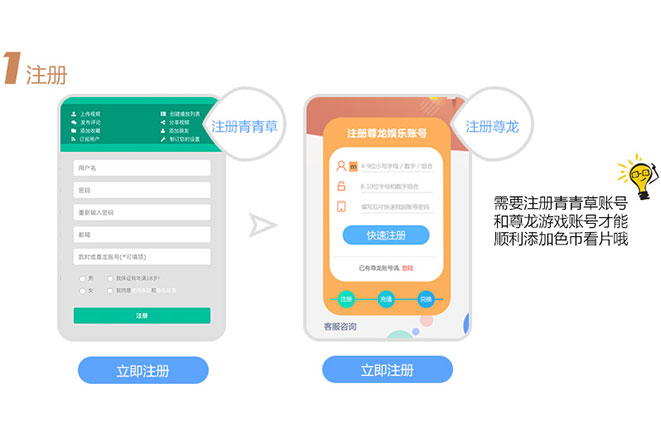 1 注册
上传视频
创建播放列表
发布评论
分享视频
添加收藏
添加朋友
订阅用户
制订您的设置
注册青青草
用户名
密码
重新输入密码
邮箱
凯时或尊龙账号(*可填项)
男
我保证我年满18岁!
女
我同意
注册
立即注册
注册尊龙
注册尊龙娱乐账号
m 4-9位小写字母 / 数字 / 组合
8-10位字母和数字组合
填写后可快速找回账号密码
快速注册
已有尊龙账号请, 登陆
注册
充值
兑换
客服咨询
立即注册
需要注册青青草账号
和尊龙游戏账号才能
顺利添加色币看片哦